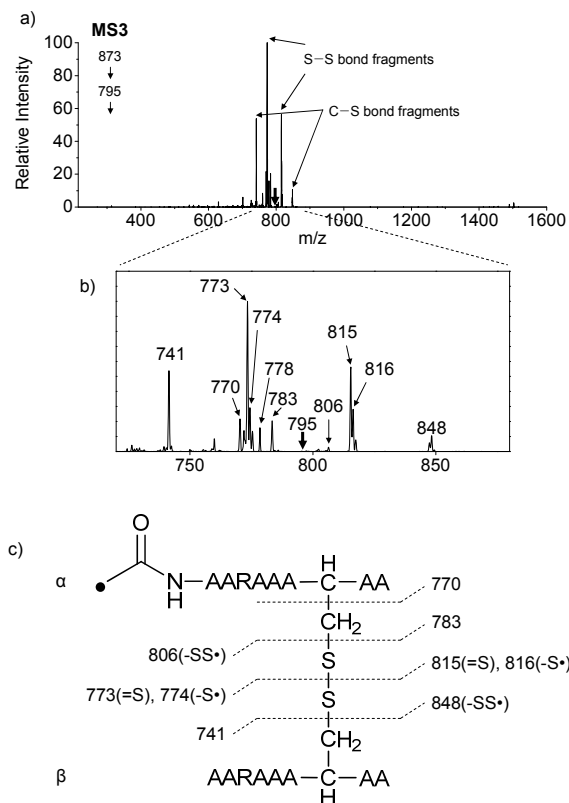 a)
MS3
873
795
Relative Intensity
100
80
60
40
20
0
S−S bond fragments
C−S bond fragments
400 600 800 1000 1200 1400 1600
m/z
b)
773
774
741
770
778
783
795
806
815
816
848
750 800 850
c)
O
α
N
H
AARAAA
H
C
AA
770
CH2
783
806(-SS•)
S
815(=S), 816(-S•)
773(=S), 774(-S•)
S
848(-SS•)
741
CH2
β
AARAAA
C
AA
H